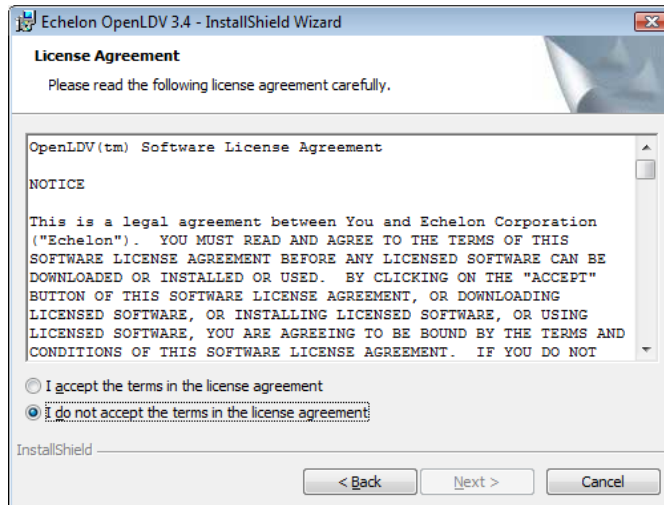 Echelon OpenLDV 3.4 - InstallShield Wizard
License Agreement
Please read the following license agreement carefully.
OpenLDV(tm) Software License Agreement
NOTICE
This is a legal agreement between You and Echelon Corporation
("Echelon").  YOU MUST READ AND AGREE TO THE TERMS OF THIS
SOFTWARE LICENSE AGREEMENT BEFORE ANY LICENSED SOFTWARE CAN BE
DOWNLOADED OR INSTALLED OR USED.  BY CLICKING ON THE "ACCEPT"
BUTTON OF THIS SOFTWARE LICENSE AGREEMENT, OR DOWNLOADING
LICENSED SOFTWARE, OR INSTALLING LICENSED SOFTWARE, OR USING
LICENSED SOFTWARE, YOU ARE AGREEING TO BE BOUND BY THE TERMS AND
CONDITIONS OF THIS SOFTWARE LICENSE AGREEMENT.  IF YOU DO NOT
I accept the terms in the license agreement
I do not accept the terms in the license agreement
InstallShield
< Back
Next >
Cancel